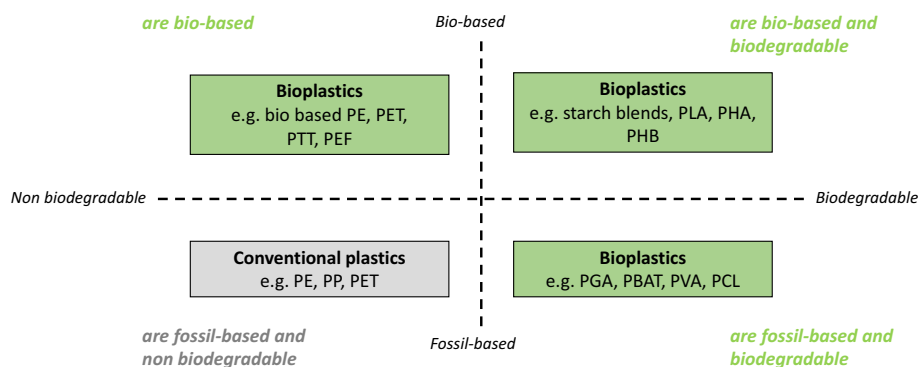 are bio-based
Bio-based
are bio-based and
biodegradable
Bioplastics
e.g. bio based PE, PET,
PTT, PEF
Bioplastics
e.g. starch blends, PLA, PHA,
PHB
Non biodegradable
Biodegradable
Conventional plastics
e.g. PE, PP, PET
Bioplastics
e.g. PGA, PBAT, PVA, PCL
are fossil-based and
non biodegradable
Fossil-based
are fossil-based and
biodegradable